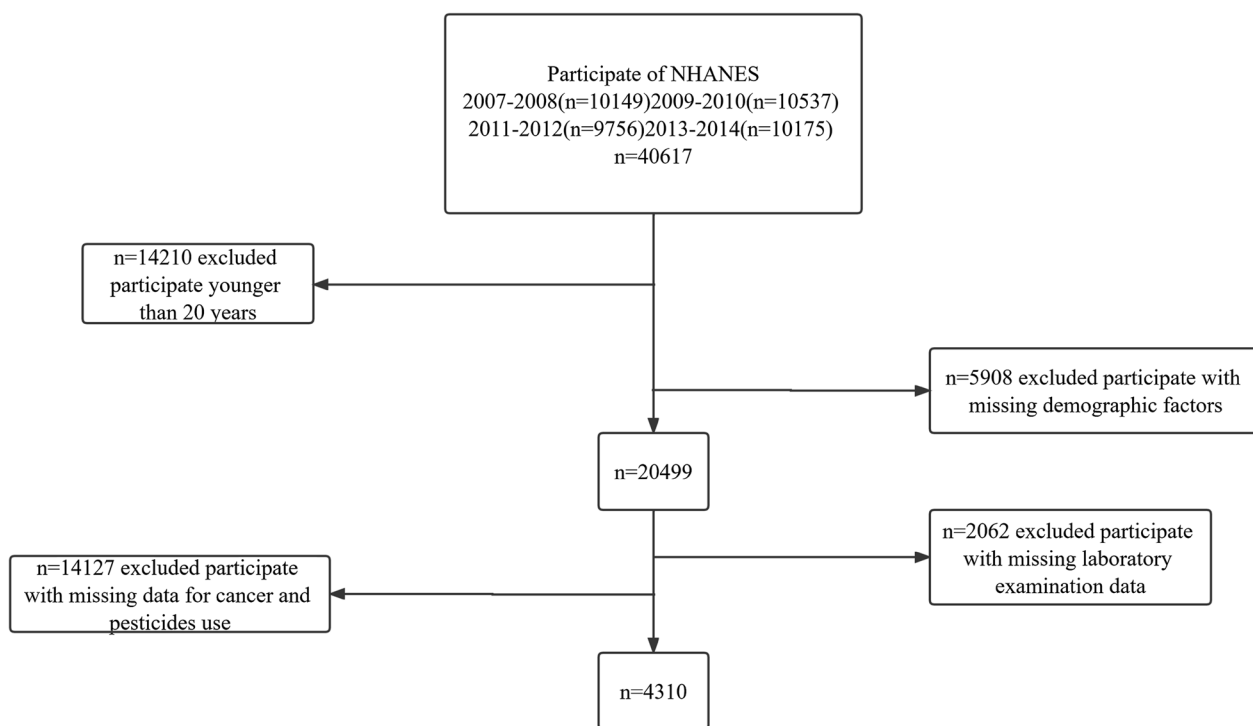 Participate of NHANES
2007-2008(n=10149)2009-2010(n=10537)
2011-2012(n=9756)2013-2014(n=10175)
n=40617
n=14210 excluded
participate younger
than 20 years
n=5908 excluded participate with
missing demographic factors
n=20499
n=2062 excluded participate
with missing laboratory
examination data
n=14127 excluded participate
with missing data for cancer and
pesticides use
n=4310